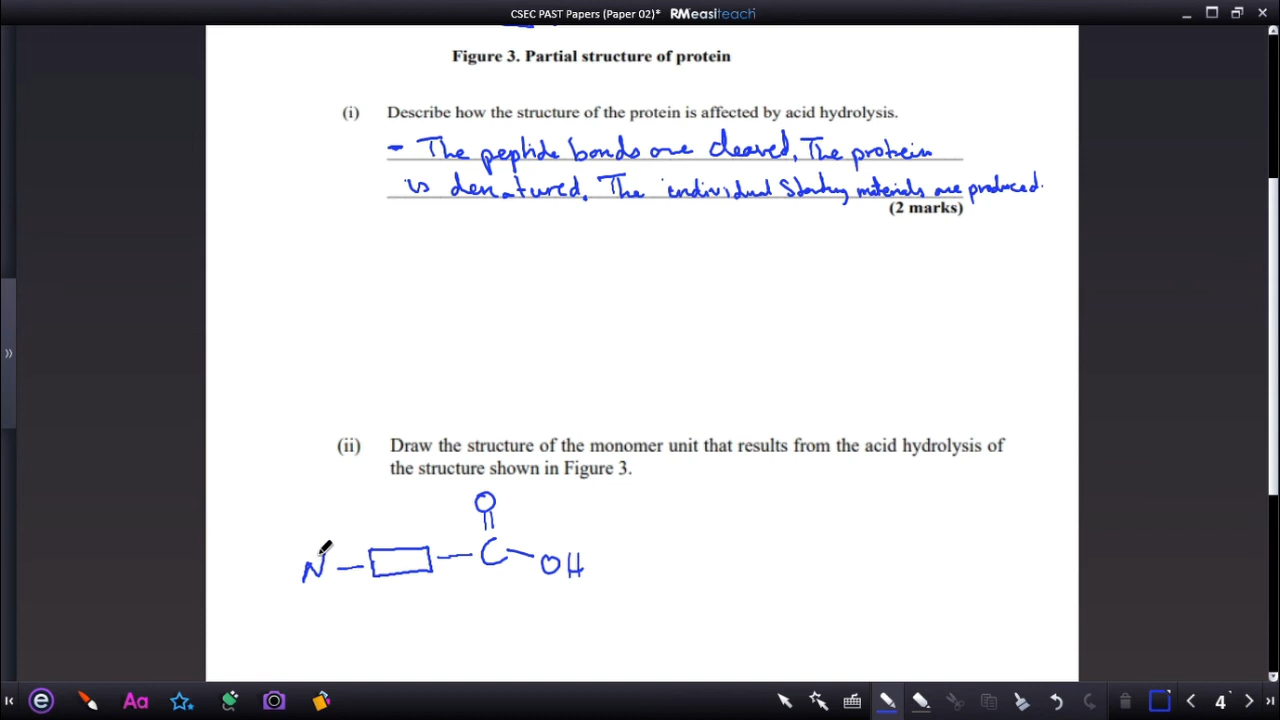 CSEC PAST Papers (Paper 02)* RMeasiteach
Figure 3. Partial structure of protein
(i) Describe how the structure of the protein is affected by acid hydrolysis.
- The peptide bonds are cleaved. The protein
is denatured. The individual Starting materials are produced.
(2 marks)
(ii) Draw the structure of the monomer unit that results from the acid hydrolysis of
the structure shown in Figure 3.
O
N C OH
e Aa 4